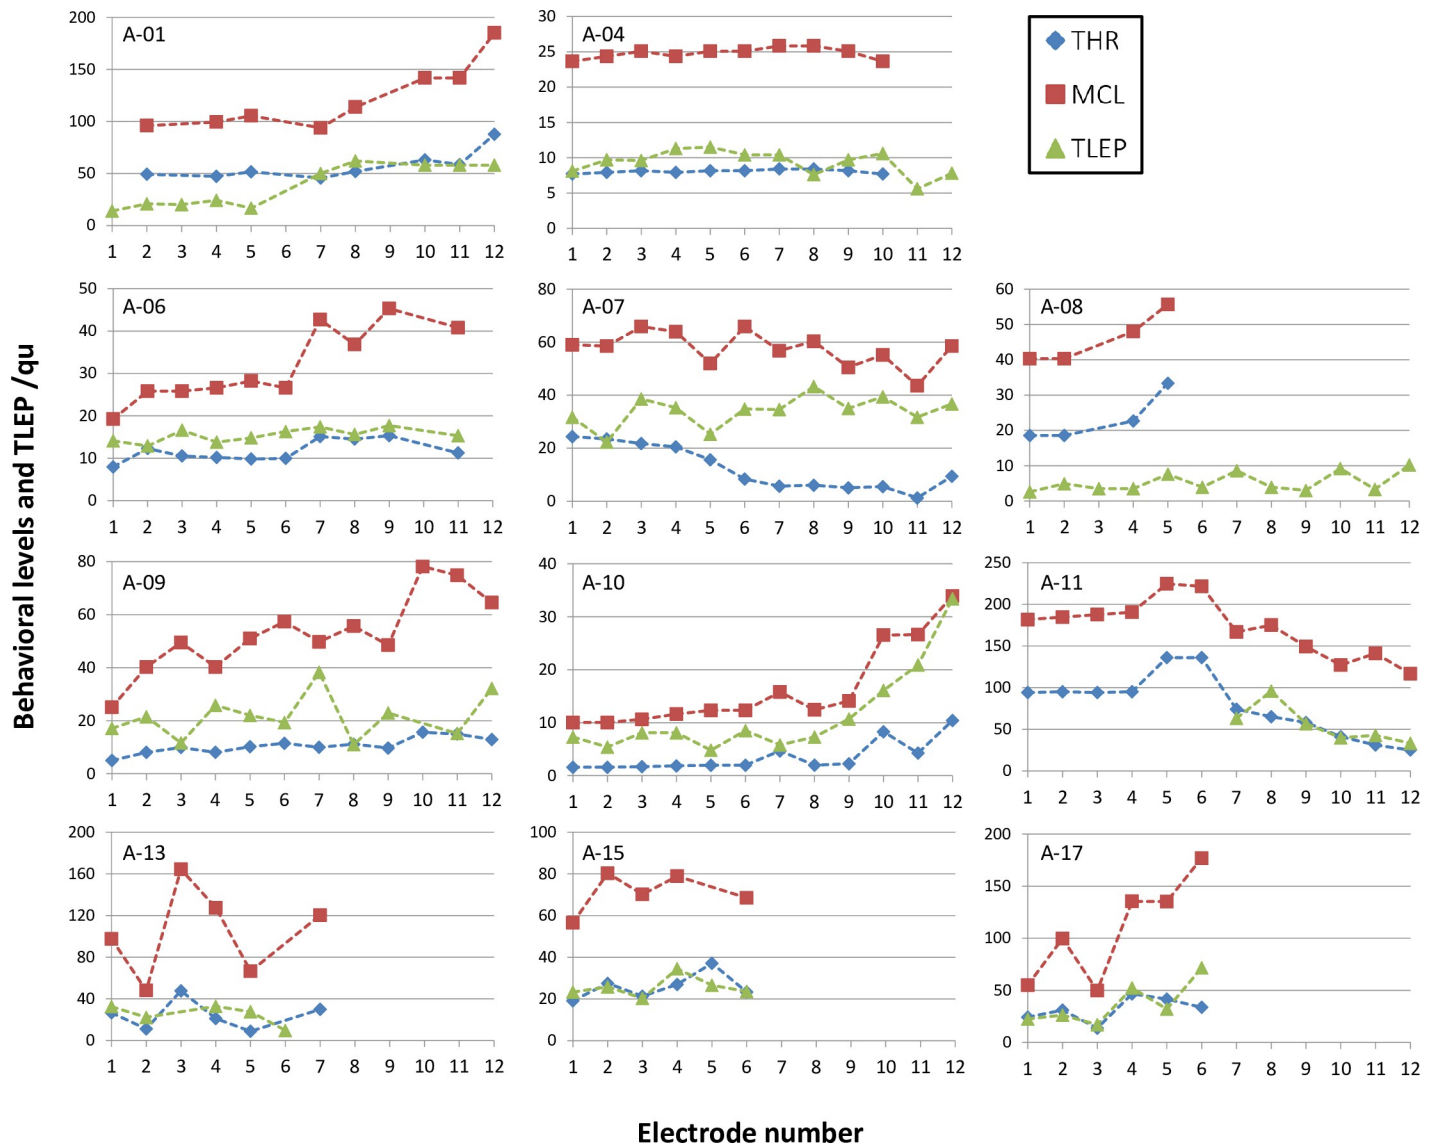 A-01
200
150
100
50
0
1 2 3 4 5 6 7 8 9 10 11 12
A-04
30
25
20
15
10
5
0
1 2 3 4 5 6 7 8 9 10 11 12
THR
MCL
TLEP
A-06
50
40
30
20
10
0
1 2 3 4 5 6 7 8 9 10 11 12
A-07
80
60
40
20
0
1 2 3 4 5 6 7 8 9 10 11 12
A-08
60
50
40
30
20
10
0
1 2 3 4 5 6 7 8 9 10 11 12
A-09
80
60
40
20
0
1 2 3 4 5 6 7 8 9 10 11 12
A-10
40
30
20
10
0
1 2 3 4 5 6 7 8 9 10 11 12
A-11
250
200
150
100
50
0
1 2 3 4 5 6 7 8 9 10 11 12
A-13
200
160
120
80
40
0
1 2 3 4 5 6 7 8 9 10 11 12
A-15
100
80
60
40
20
0
1 2 3 4 5 6 7 8 9 10 11 12
A-17
200
150
100
50
0
1 2 3 4 5 6 7 8 9 10 11 12
Behavioral levels and TLEP /qu
Electrode number